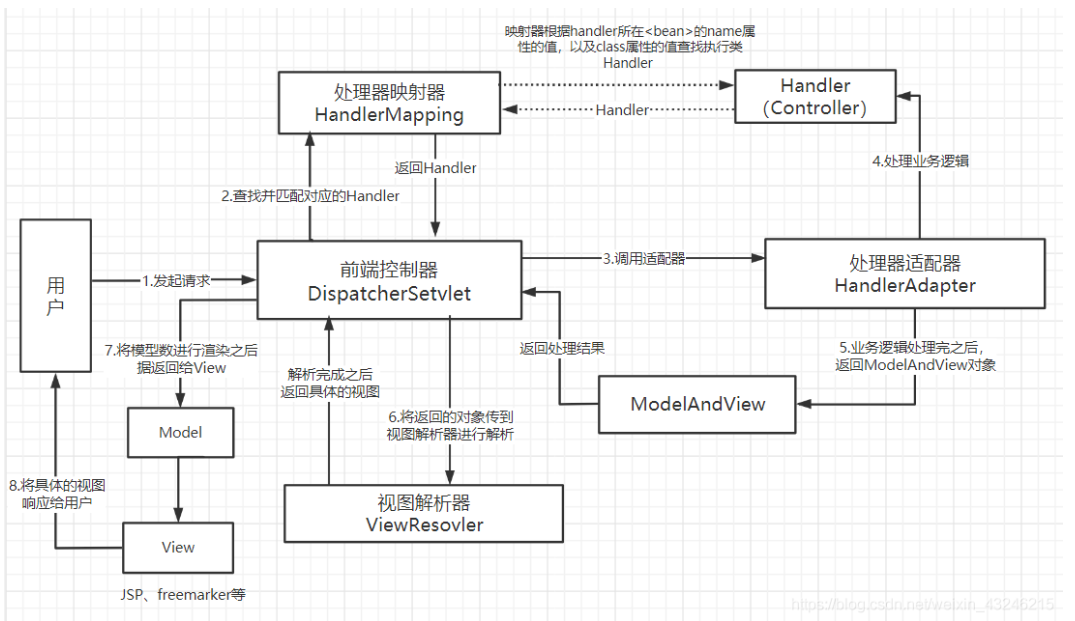 映射器根据handler所在<bean>的name属
性的值，以及class属性的值查找执行类
Handler
处理器映射器
HandlerMapping
Handler
（Controller）
Handler
返回Handler
4.处理业务逻辑
2.查找并匹配对应的Handler
用
户
1.发起请求
前端控制器
DispatcherSetvlet
3.调用适配器
处理器适配器
HandlerAdapter
7.将模型数进行渲染之后
据返回给View
解析完成之后
返回具体的视图
返回处理结果
5.业务逻辑处理完之后，
返回ModelAndView对象
ModelAndView
6.将返回的对象传到
视图解析器进行解析
Model
8.将具体的视图
响应给用户
视图解析器
ViewResovler
View
JSP、freemarker等
https://blog.csdn.net/weixin_43246215